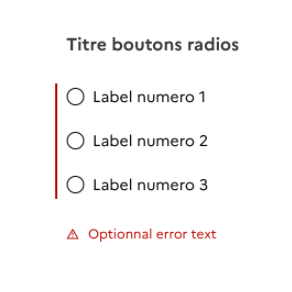 Titre boutons radios
Label numero 1
Label numero 2
Label numero 3
Optionnal error text